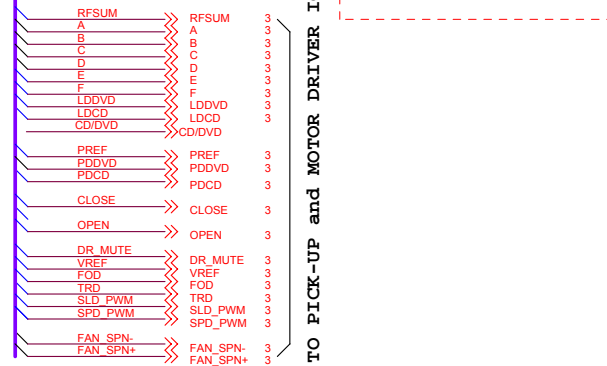 RFSUM RFSUM 3
A A 3
B B 3
C C 3
D D 3
E E 3
F F 3
LDDVD LDDVD 3
LDCD LDCD 3
CD/DVD CD/DVD
PREF PREF 3
PDDVD PDDVD 3
PDCD PDCD 3
CLOSE CLOSE 3
OPEN OPEN 3
DR_MUTE DR_MUTE 3
VREF VREF 3
FOD FOD 3
TRD TRD 3
SLD_PWM SLD_PWM 3
SPD_PWM SPD_PWM 3
FAN_SPN- FAN_SPN- 3
FAN_SPN+ FAN_SPN+ 3
TO PICK-UP and MOTOR DRIVER